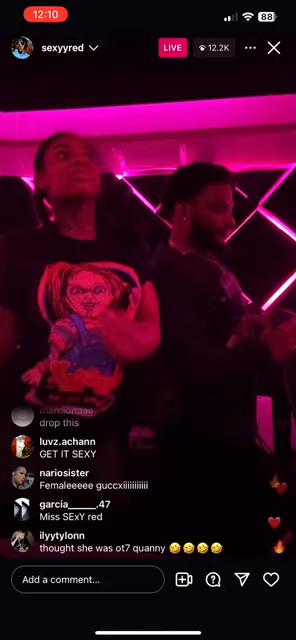 12:10
88
sexyyred
LIVE
12.2K
drop this
luvz.achann
GET IT SEXY
nariosister
Femaleeeee guccxiiiiiiiiiii
garcia_____.47
Miss SExY red
ilyytylonn
thought she was ot7 quanny 🤣🤣🤣🤣
Add a comment...